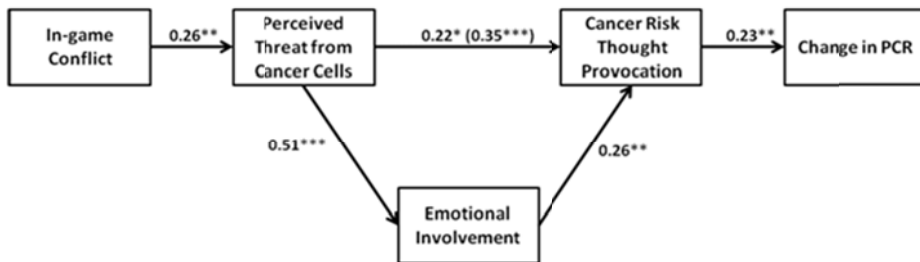 In-game
Conflict
0.26**
Perceived
Threat from
Cancer Cells
0.22* (0.35***)
Cancer Risk
Thought
Provocation
0.23**
Change in PCR
0.51***
0.26**
Emotional
Involvement